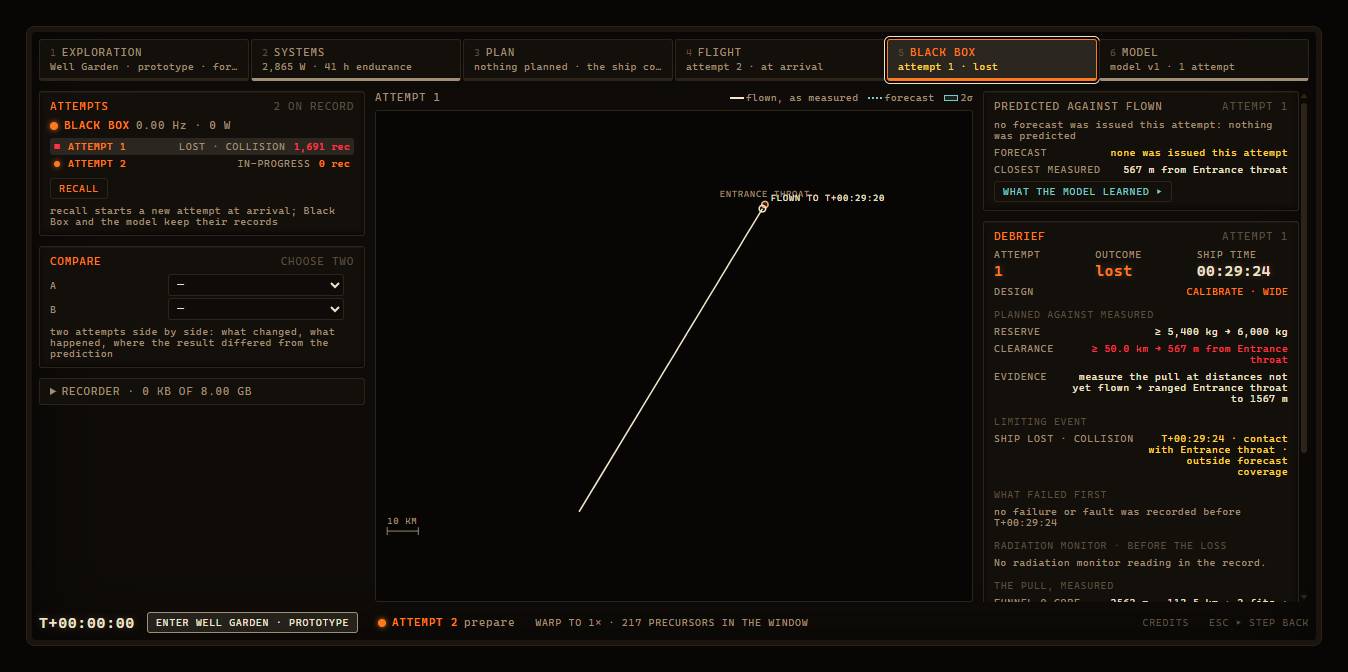 1 EXPLORATION
Well Garden · prototype · for…
2 SYSTEMS
2,865 W · 41 h endurance
3 PLAN
nothing planned · the ship co…
4 FLIGHT
attempt 2 · at arrival
5 BLACK BOX
attempt 1 · lost
6 MODEL
model v1 · 1 attempt
ATTEMPTS 2 ON RECORD
BLACK BOX 0.00 Hz · 0 W
ATTEMPT 1 LOST · COLLISION 1,691 rec
ATTEMPT 2 IN-PROGRESS 0 rec
RECALL
recall starts a new attempt at arrival; Black
Box and the model keep their records
COMPARE CHOOSE TWO
A —
B —
two attempts side by side: what changed, what
happened, where the result differed from the
prediction
▶ RECORDER · 0 KB OF 8.00 GB
ATTEMPT 1
flown, as measured forecast 2σ
ENTRANCE THROAT
FLOWN TO T+00:29:20
10 KM
PREDICTED AGAINST FLOWN ATTEMPT 1
no forecast was issued this attempt: nothing
was predicted
FORECAST none was issued this attempt
CLOSEST MEASURED 567 m from Entrance throat
WHAT THE MODEL LEARNED ▸
DEBRIEF ATTEMPT 1
ATTEMPT OUTCOME SHIP TIME
1 lost 00:29:24
DESIGN CALIBRATE · WIDE
PLANNED AGAINST MEASURED
RESERVE ≥ 5,400 kg → 6,000 kg
CLEARANCE ≥ 50.0 km → 567 m from Entrance
throat
EVIDENCE measure the pull at distances not
yet flown → ranged Entrance throat
to 1567 m
LIMITING EVENT
SHIP LOST · COLLISION T+00:29:24 · contact
with Entrance throat ·
outside forecast
coverage
WHAT FAILED FIRST
no failure or fault was recorded before
T+00:29:24
RADIATION MONITOR · BEFORE THE LOSS
No radiation monitor reading in the record.
THE PULL, MEASURED
T+00:00:00
ENTER WELL GARDEN · PROTOTYPE
ATTEMPT 2 prepare
WARP TO 1× · 217 PRECURSORS IN THE WINDOW
CREDITS
ESC ▸ STEP BACK